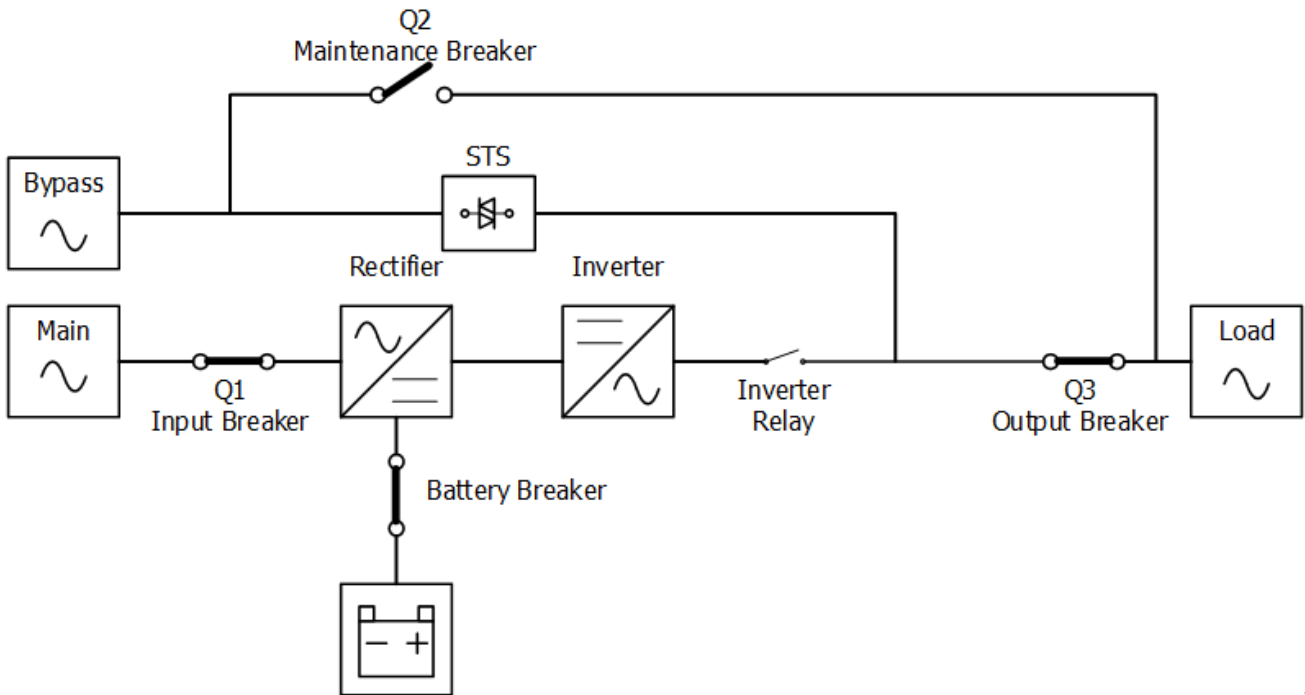 Q2
Maintenance Breaker
STS
Bypass
Rectifier
Inverter
Main
Load
Q1
Input Breaker
Inverter
Relay
Q3
Output Breaker
Battery Breaker